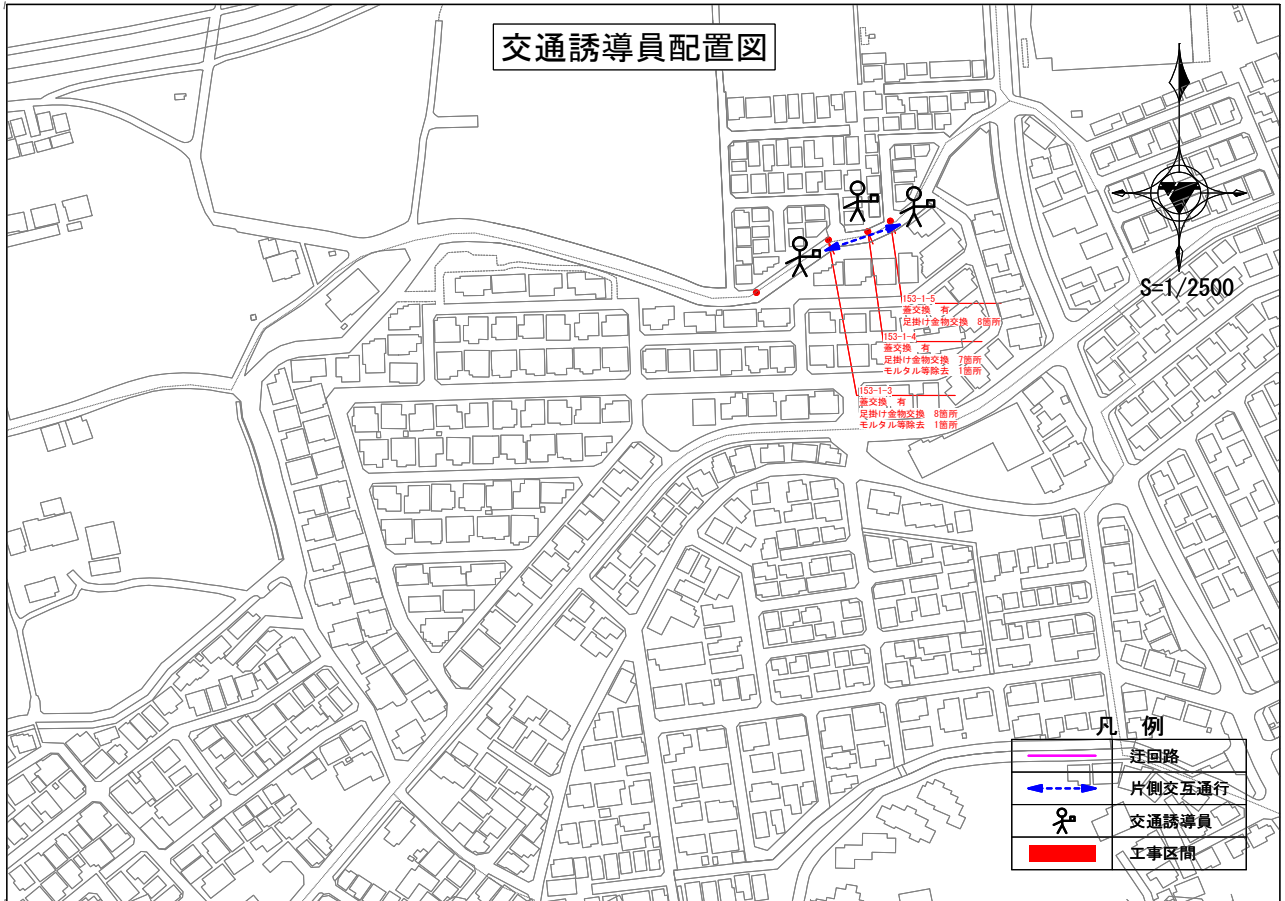 交通誘導員配置図
S=1/2500
153-1-5
蓋交換　有
足掛け金物交換　8箇所
153-1-4
蓋交換　有
足掛け金物交換　7箇所
モルタル等除去　1箇所
153-1-3
蓋交換　有
足掛け金物交換　8箇所
モルタル等除去　1箇所
凡　例
迂回路
片側交互通行
交通誘導員
工事区間